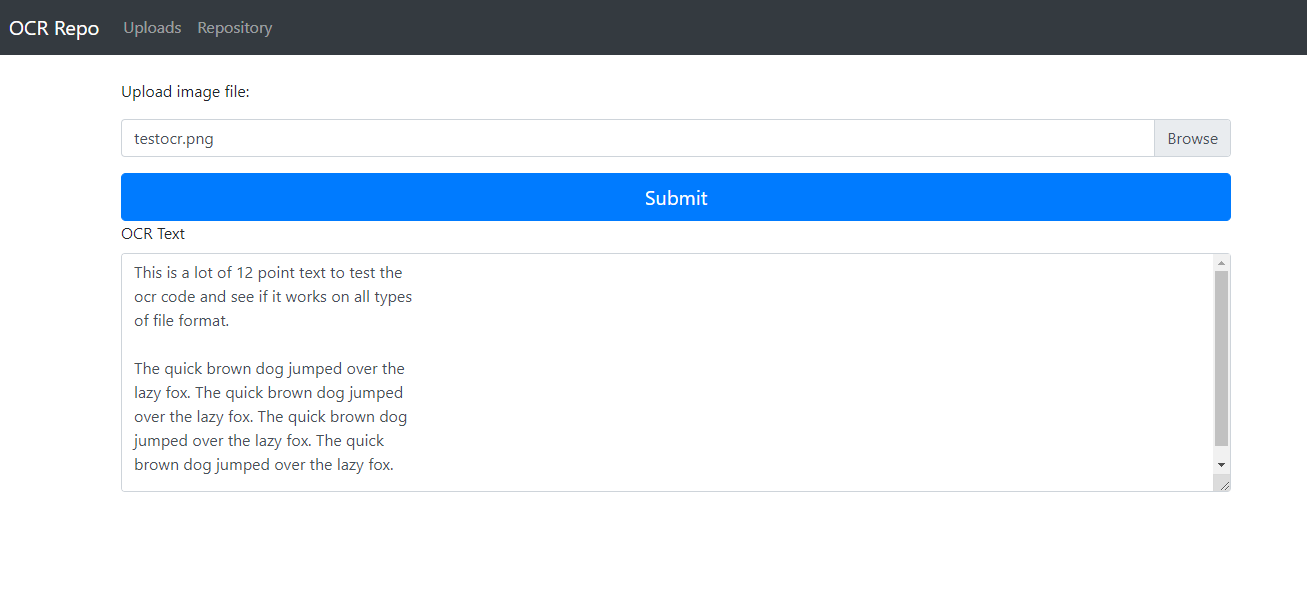 OCR Repo Uploads Repository
Upload image file:
testocr.png Browse
Submit
OCR Text
This is a lot of 12 point text to test the
ocr code and see if it works on all types
of file format.

The quick brown dog jumped over the
lazy fox. The quick brown dog jumped
over the lazy fox. The quick brown dog
jumped over the lazy fox. The quick
brown dog jumped over the lazy fox.